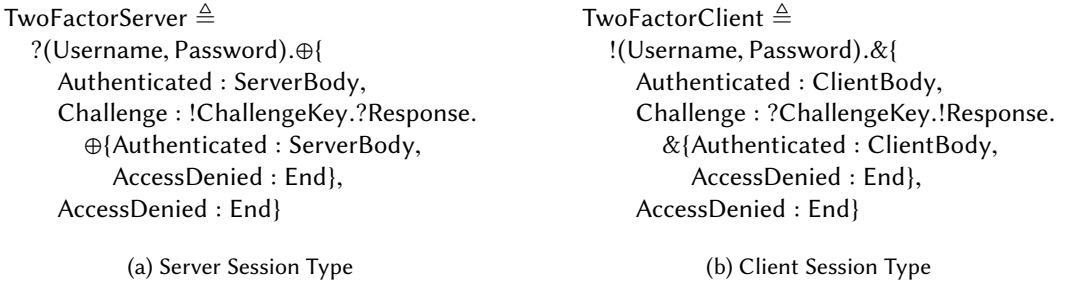 TwoFactorServer ≜
?(Username, Password).⊕{
Authenticated : ServerBody,
Challenge : !ChallengeKey.?Response.
⊕{Authenticated : ServerBody,
AccessDenied : End},
AccessDenied : End}
(a) Server Session Type
TwoFactorClient ≜
!(Username, Password).&{
Authenticated : ClientBody,
Challenge : ?ChallengeKey.!Response.
&{Authenticated : ClientBody,
AccessDenied : End},
AccessDenied : End}
(b) Client Session Type